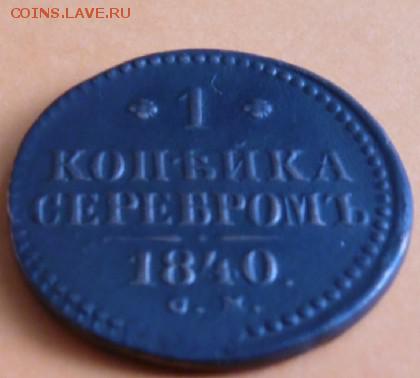 COINS.LAVE.RU
1
КОПѢЙКА
СЕРЕБРОМЪ
1840.
С. М.